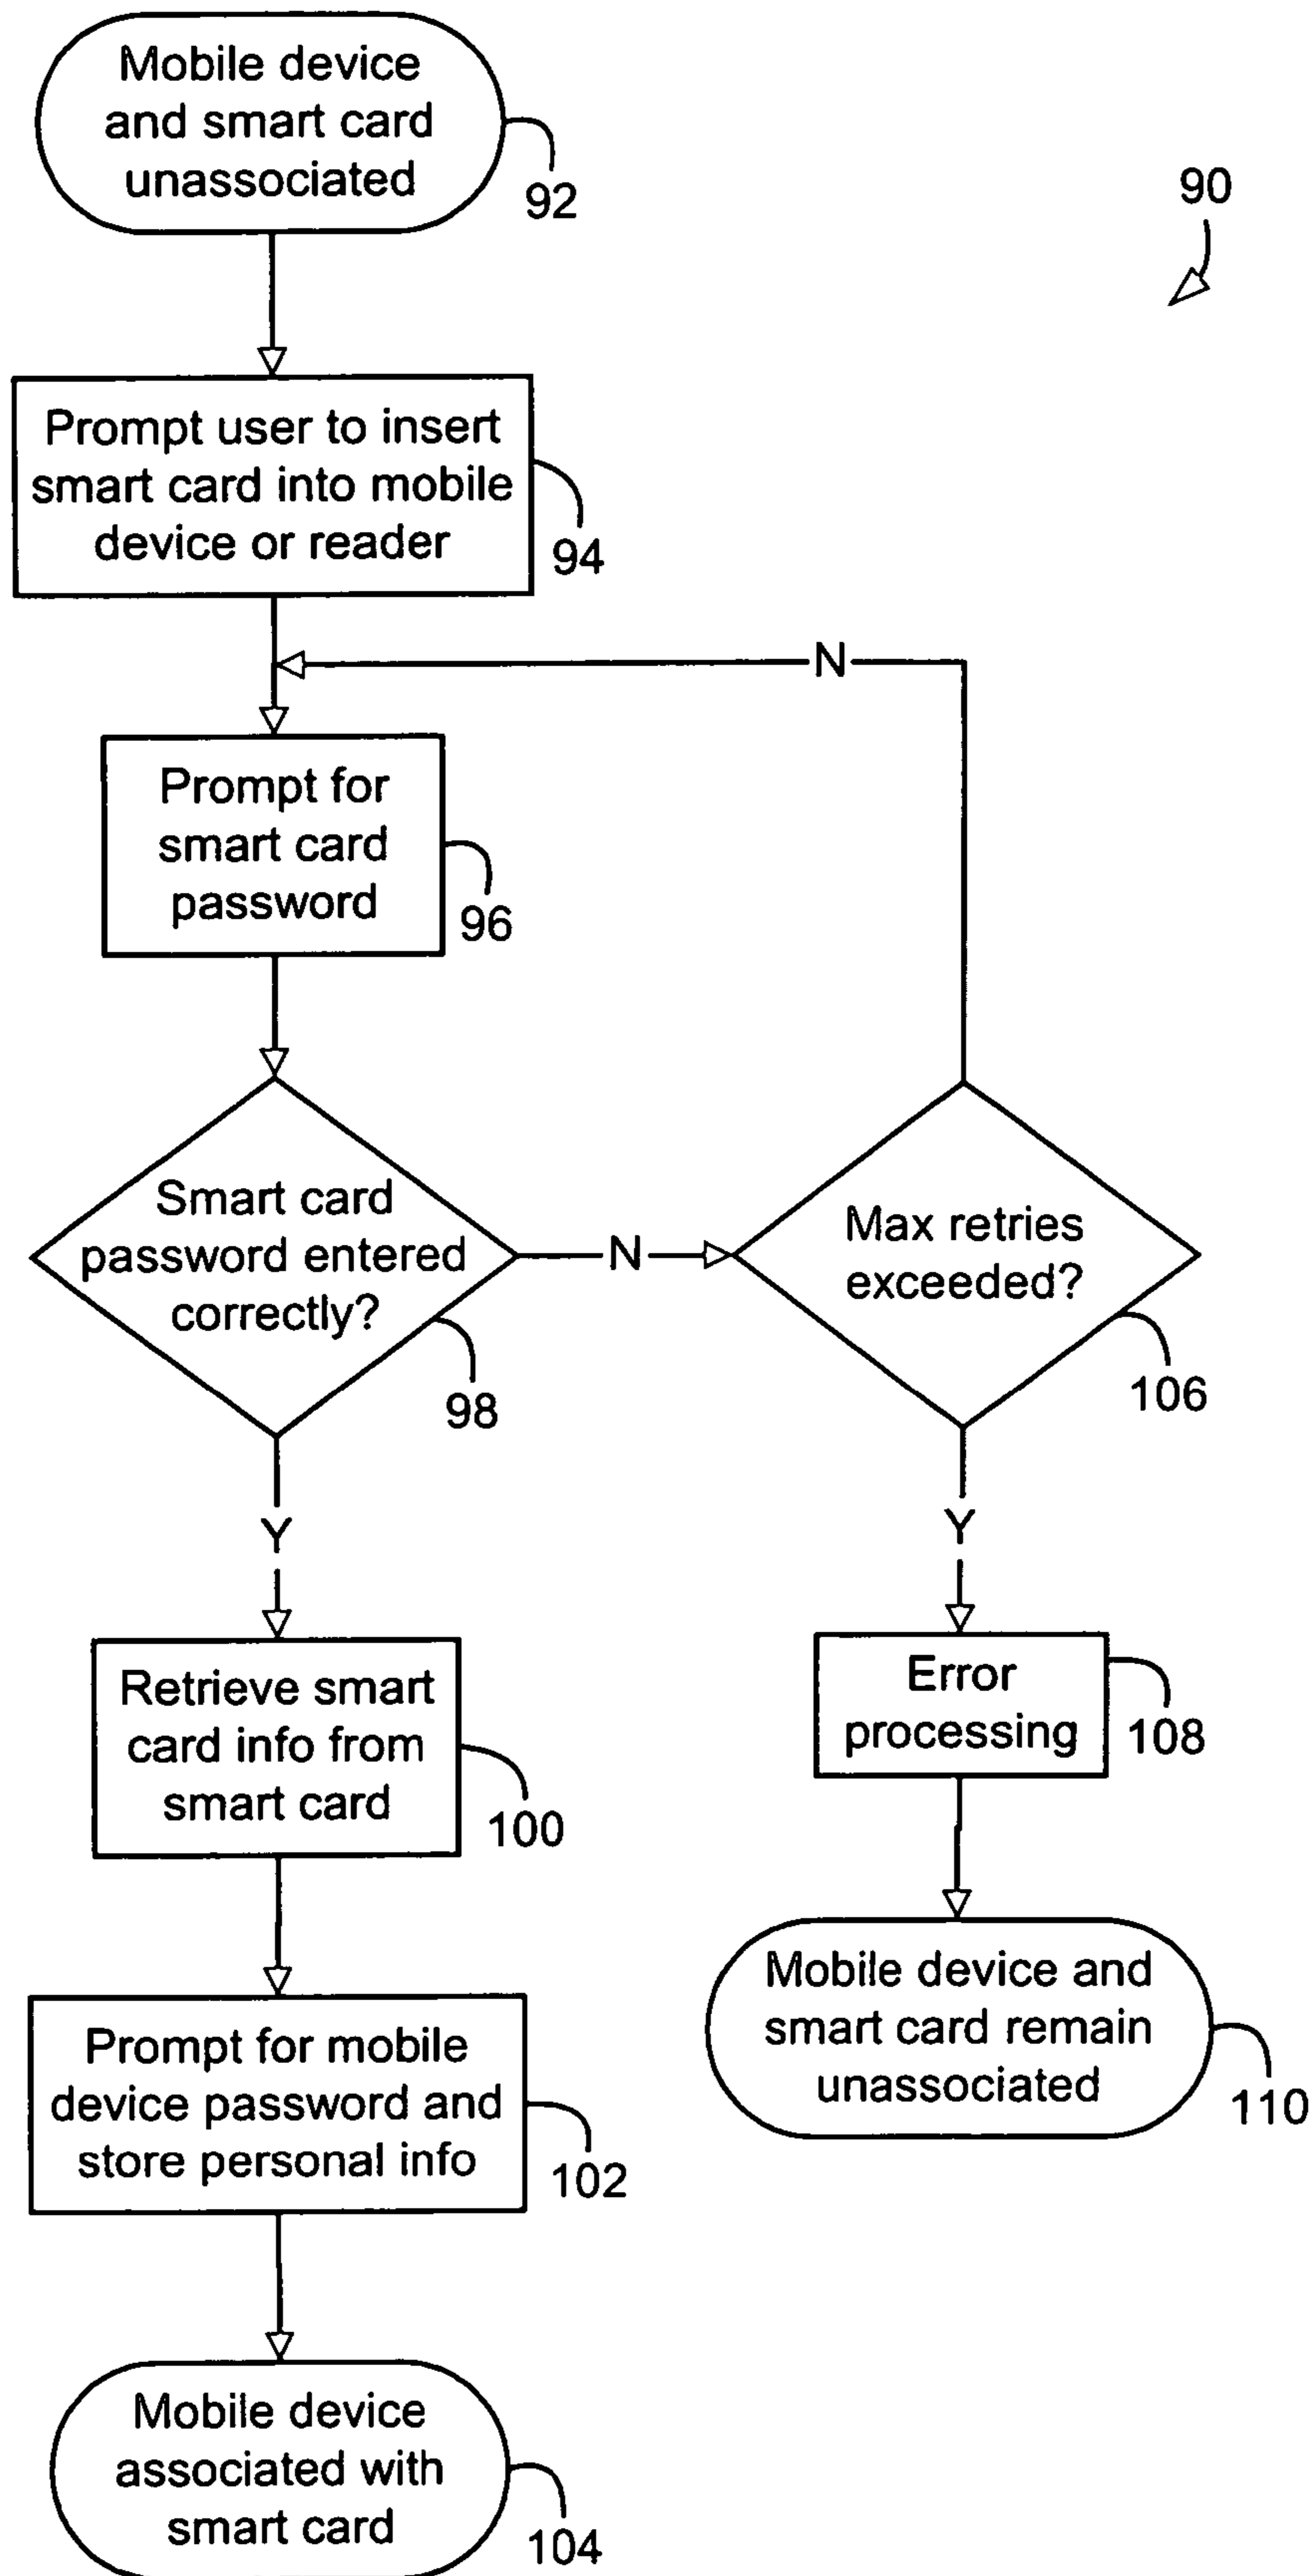 Mobile device
and smart card
unassociated
92
90
Prompt user to insert
smart card into mobile
device or reader
94
N
Prompt for
smart card
password
96
Smart card
password entered
correctly?
98
N
Max retries
exceeded?
106
Y
Y
Retrieve smart
card info from
smart card
100
Error
processing
108
Prompt for mobile
device password and
store personal info
102
Mobile device and
smart card remain
unassociated
110
Mobile device
associated with
smart card
104